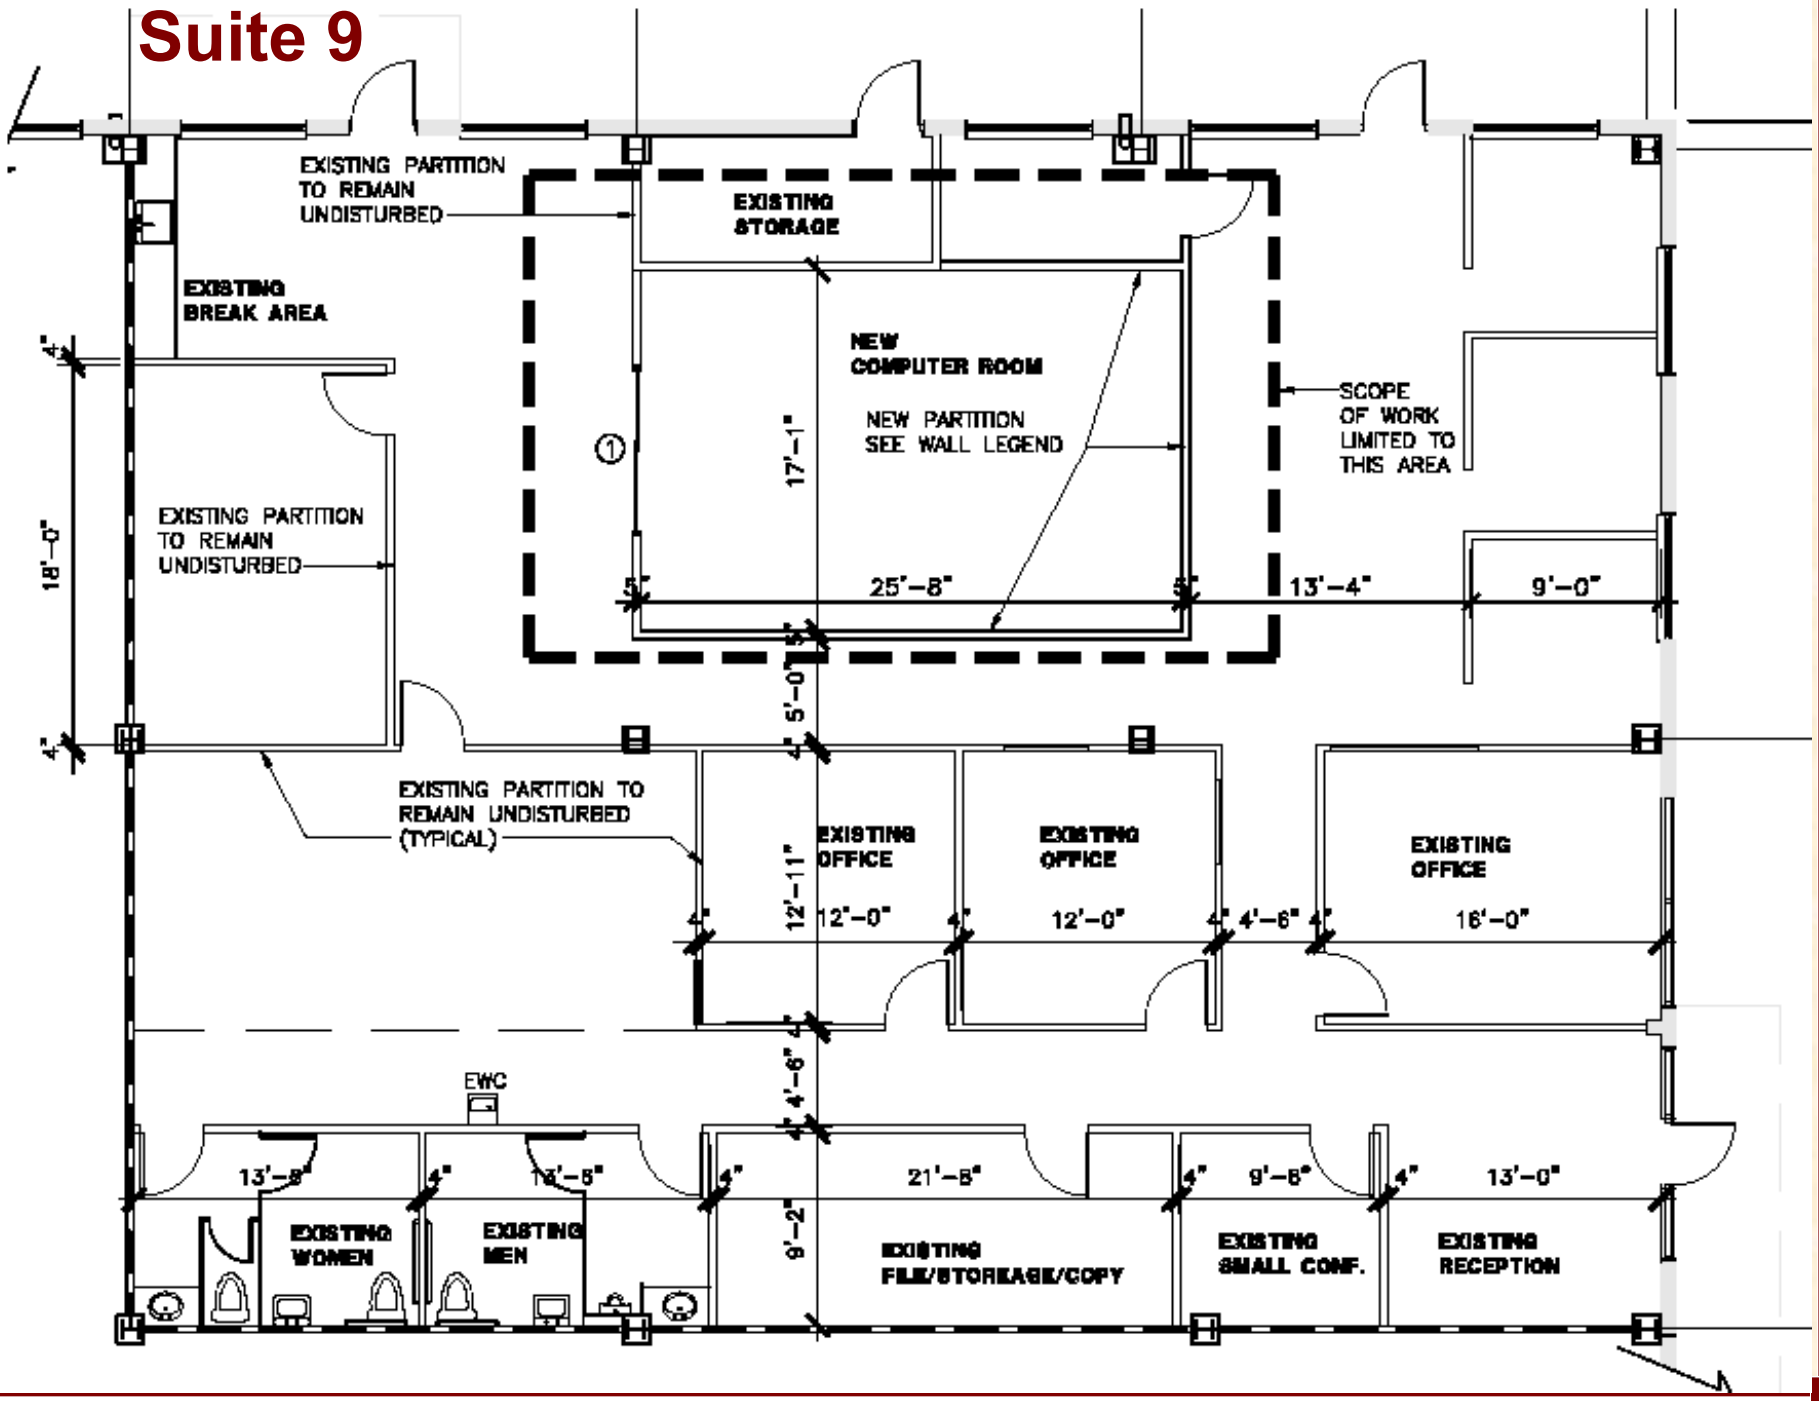 Suite 9
EXISTING PARTITION
TO REMAIN
UNDISTURBED
EXISTING
STORAGE
EXISTING
BREAK AREA
4"
NEW
COMPUTER ROOM
NEW PARTITION
SEE WALL LEGEND
SCOPE
OF WORK
LIMITED TO
THIS AREA
1
17'-1"
EXISTING PARTITION
TO REMAIN
UNDISTURBED
18'-0"
5"
25'-8"
5"
13'-4"
9'-0"
5"
5'-0"
4"
4"
EXISTING PARTITION TO
REMAIN UNDISTURBED
(TYPICAL)
EXISTING
OFFICE
EXISTING
OFFICE
EXISTING
OFFICE
12'-11"
4"
12'-0"
4"
12'-0"
4"
4'-6"
4"
16'-0"
4"
EWC
4'-6"
4"
13'-8"
4"
13'-6"
4"
21'-8"
4"
9'-6"
4"
13'-0"
9'-2"
EXISTING
WOMEN
EXISTING
MEN
EXISTING
FILE/STOREAGE/COPY
EXISTING
SMALL CONF.
EXISTING
RECEPTION